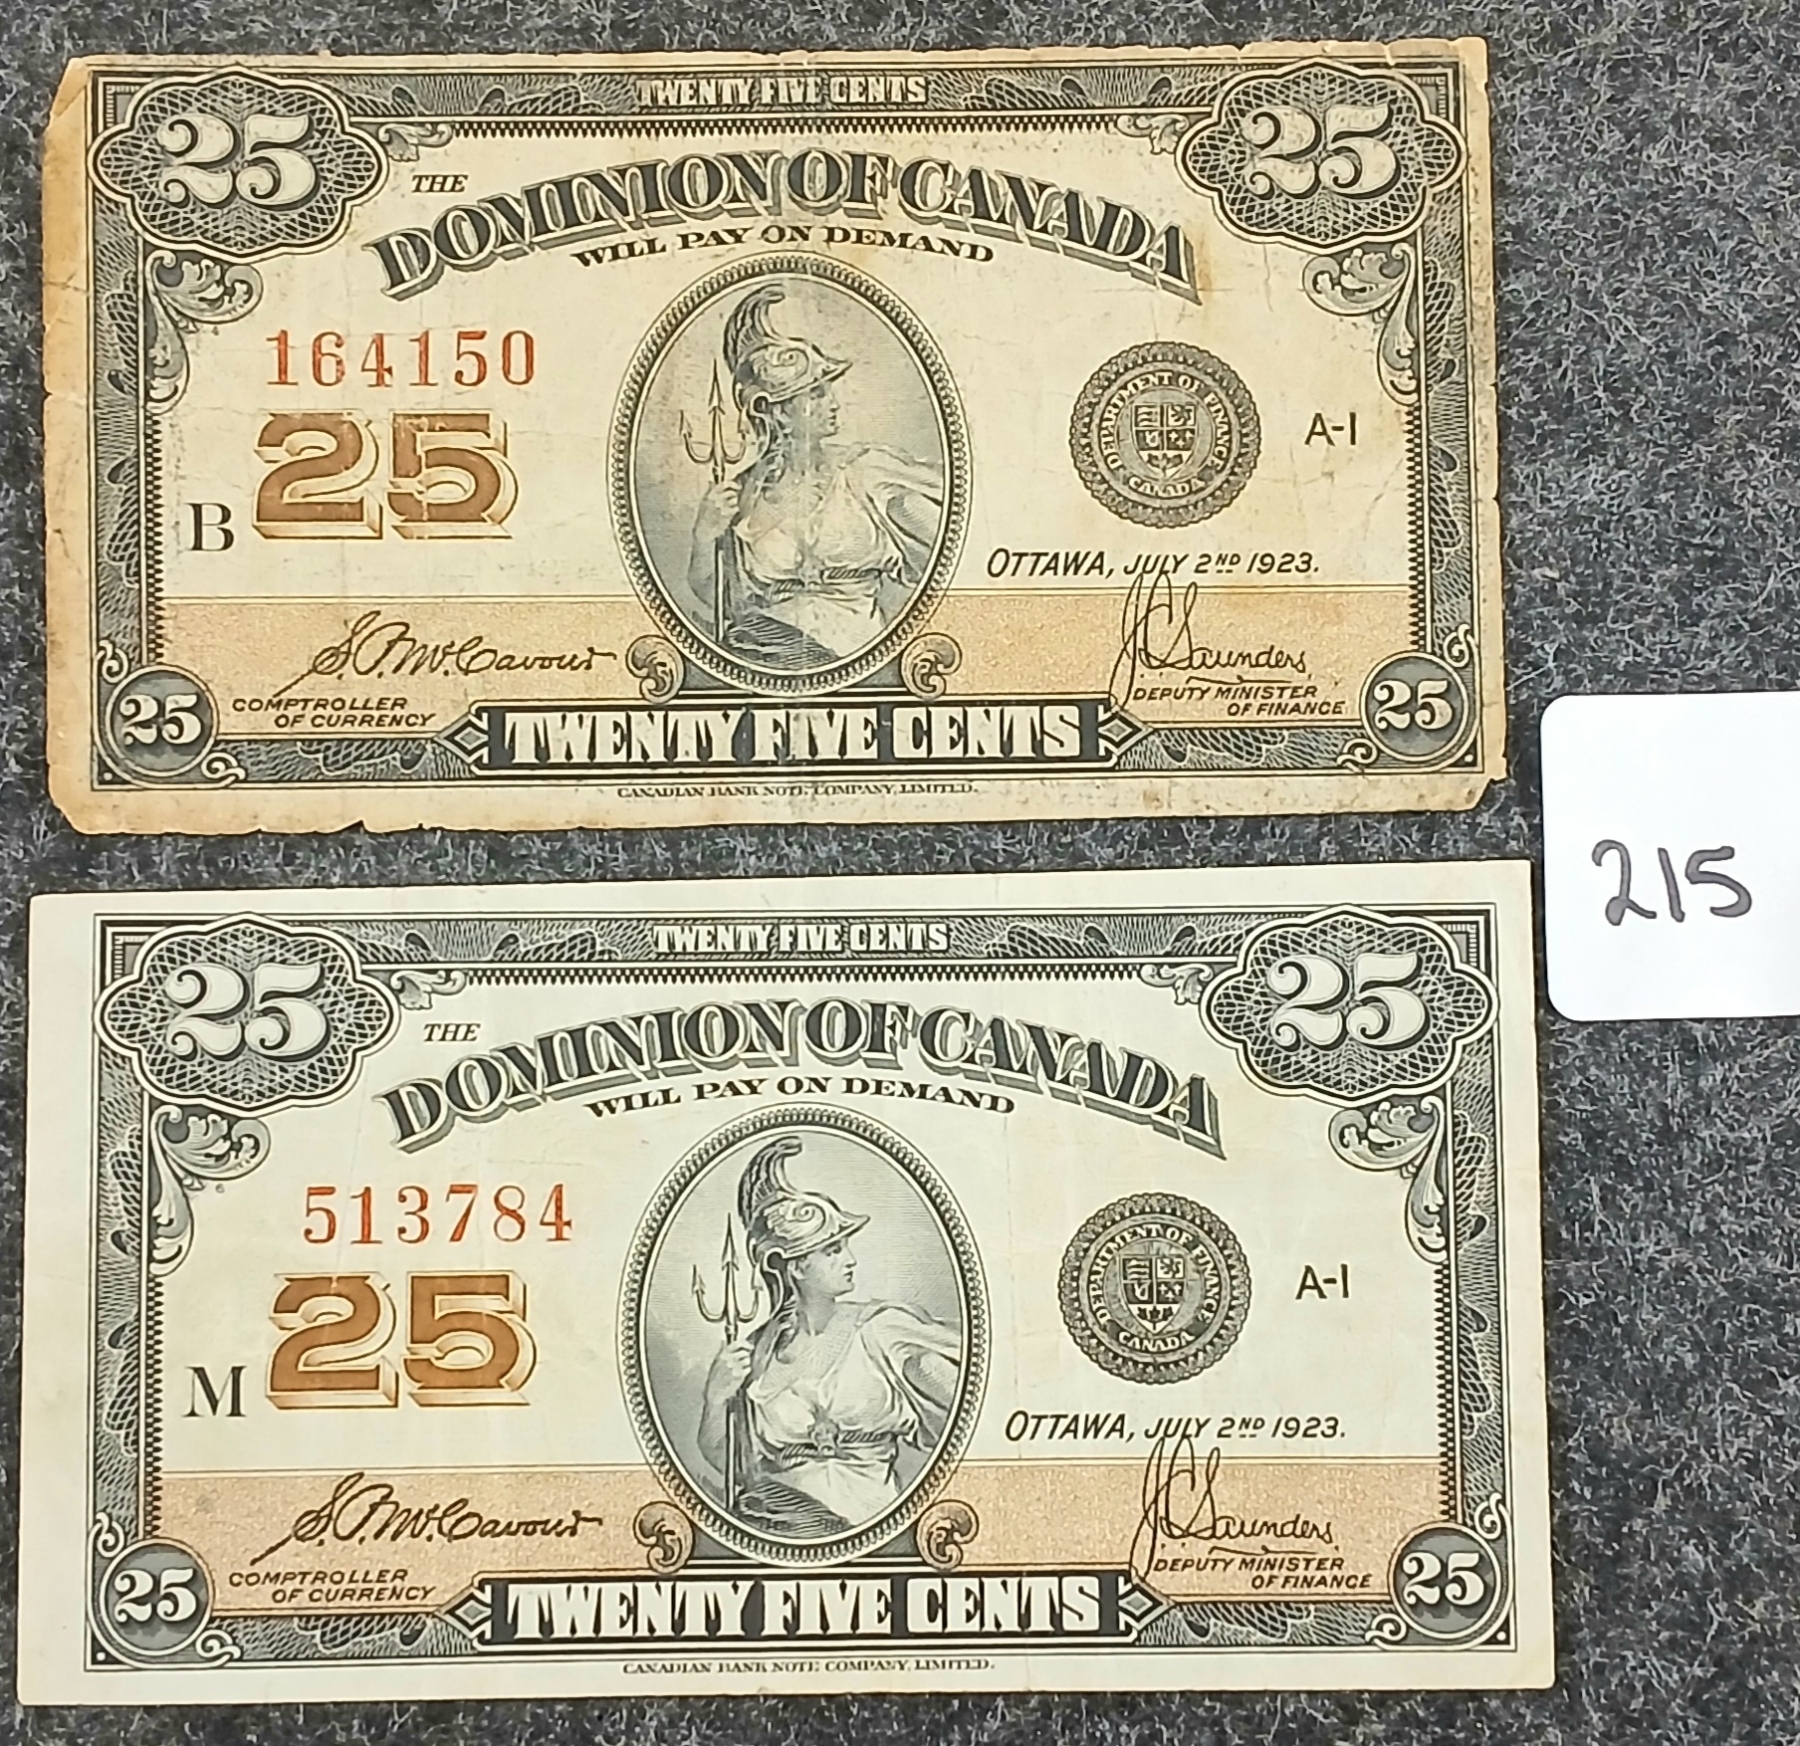 TWENTY FIVE CENTS
25 25
THE
DOMINION OF CANADA
WILL PAY ON DEMAND
164150
25
B
DEPARTMENT OF FINANCE
CANADA
A-1
OTTAWA, JULY 2ND 1923.
S.P. McCavour
J.C. Saunders
COMPTROLLER
OF CURRENCY
DEPUTY MINISTER
OF FINANCE
25 TWENTY FIVE CENTS 25
CANADIAN BANK NOTE COMPANY, LIMITED.
215
TWENTY FIVE CENTS
25 25
THE
DOMINION OF CANADA
WILL PAY ON DEMAND
513784
25
M
DEPARTMENT OF FINANCE
CANADA
A-1
OTTAWA, JULY 2ND 1923.
S.P. McCavour
J.C. Saunders
COMPTROLLER
OF CURRENCY
DEPUTY MINISTER
OF FINANCE
25 TWENTY FIVE CENTS 25
CANADIAN BANK NOTE COMPANY, LIMITED.